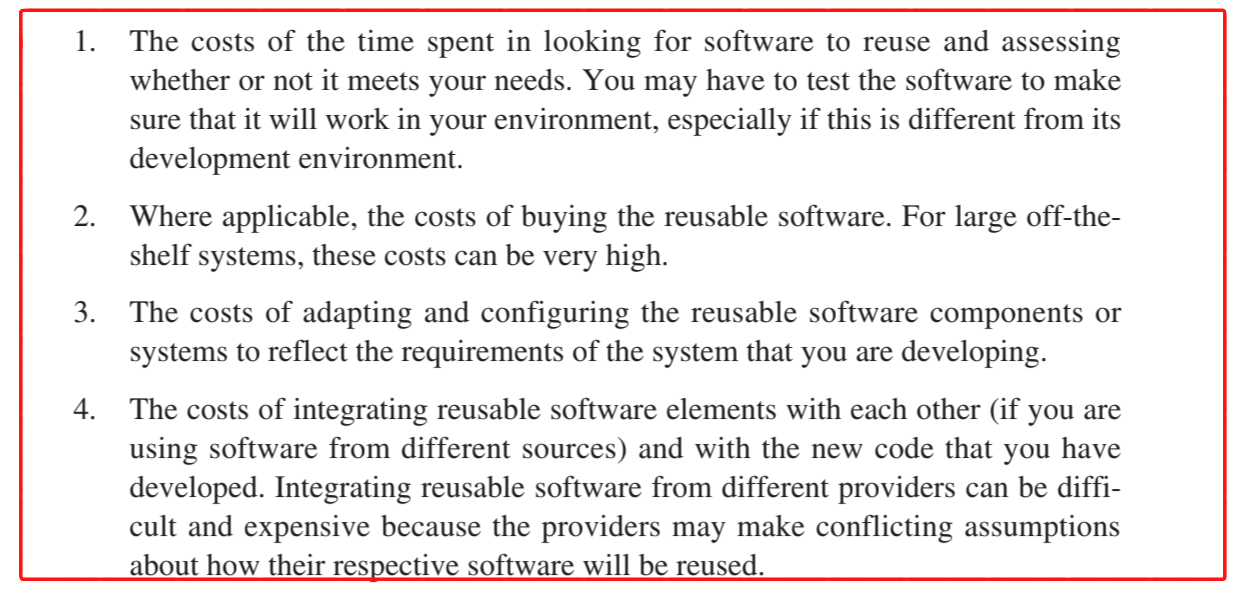 1. The costs of the time spent in looking for software to reuse and assessing
whether or not it meets your needs. You may have to test the software to make
sure that it will work in your environment, especially if this is different from its
development environment.
2. Where applicable, the costs of buying the reusable software. For large off-the-
shelf systems, these costs can be very high.
3. The costs of adapting and configuring the reusable software components or
systems to reflect the requirements of the system that you are developing.
4. The costs of integrating reusable software elements with each other (if you are
using software from different sources) and with the new code that you have
developed. Integrating reusable software from different providers can be diffi-
cult and expensive because the providers may make conflicting assumptions
about how their respective software will be reused.